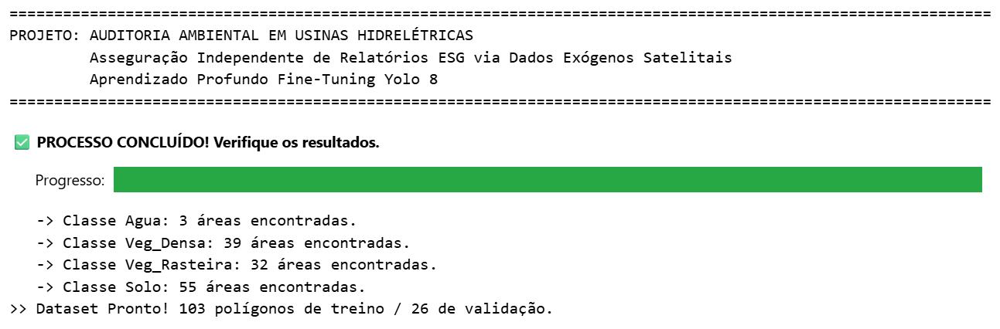 ==============================================================================================================
PROJETO: AUDITORIA AMBIENTAL EM USINAS HIDRELÉTRICAS
Asseguração Independente de Relatórios ESG via Dados Exógenos Satelitais
Aprendizado Profundo Fine-Tuning Yolo 8
==============================================================================================================
✅ PROCESSO CONCLUÍDO! Verifique os resultados.
Progresso:
-> Classe Agua: 3 áreas encontradas.
-> Classe Veg_Densa: 39 áreas encontradas.
-> Classe Veg_Rasteira: 32 áreas encontradas.
-> Classe Solo: 55 áreas encontradas.
>> Dataset Pronto! 103 polígonos de treino / 26 de validação.